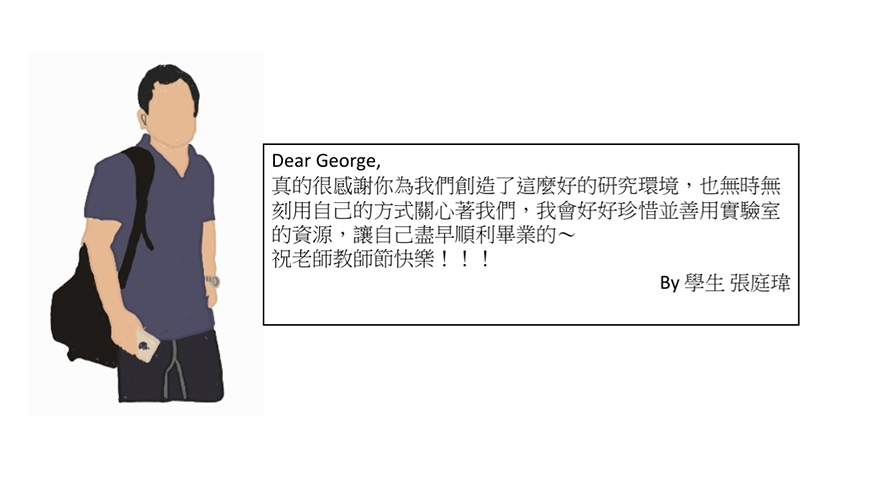 Dear George,
真的很感謝你為我們創造了這麼好的研究環境，也無時無
刻用自己的方式關心著我們，我會好好珍惜並善用實驗室
的資源，讓自己盡早順利畢業的～
祝老師教師節快樂！！！
By 學生 張庭瑋